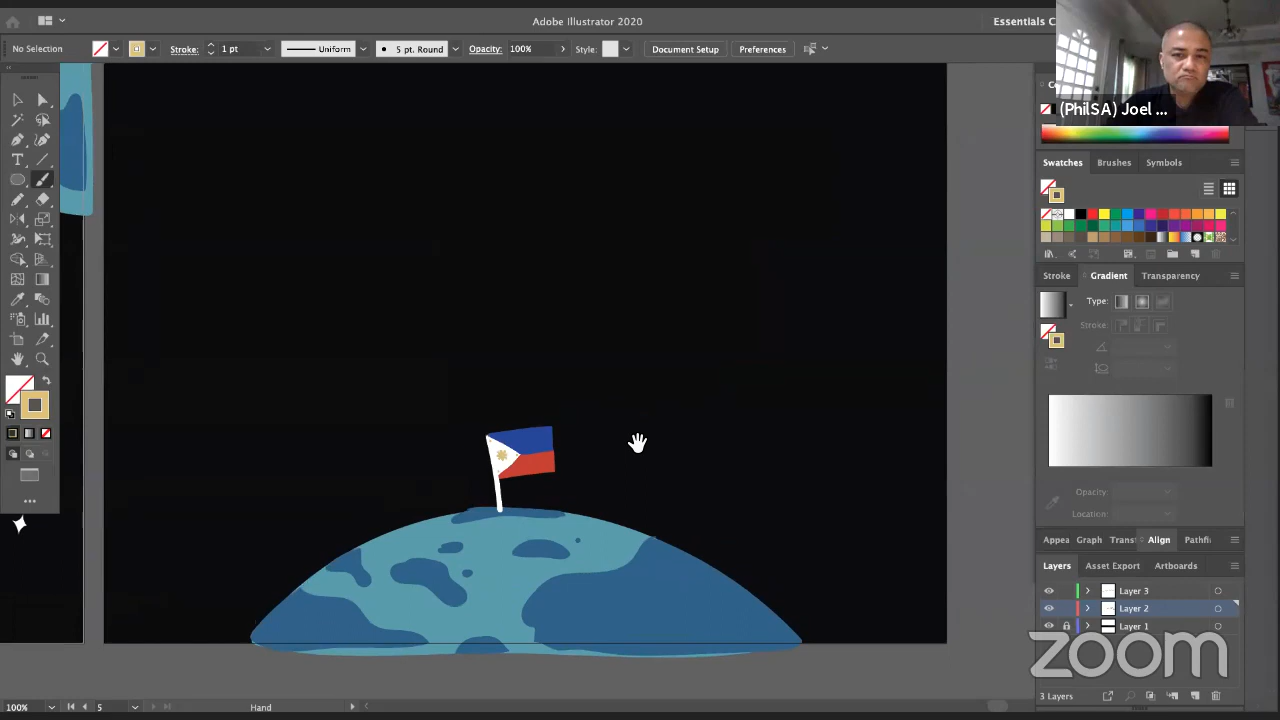 Adobe Illustrator 2020
Essentials C
No Selection
Stroke:
1 pt
Uniform
5 pt. Round
Opacity:
100%
Style:
Document Setup
Preferences
(PhilSA) Joel ...
Swatches
Brushes
Symbols
Stroke
Gradient
Transparency
Type:
Stroke:
Opacity:
Location:
Appea
Graph
Transf
Align
Pathfi
Layers
Asset Export
Artboards
Layer 3
Layer 2
Layer 1
zoom
3 Layers
100%
5
Hand